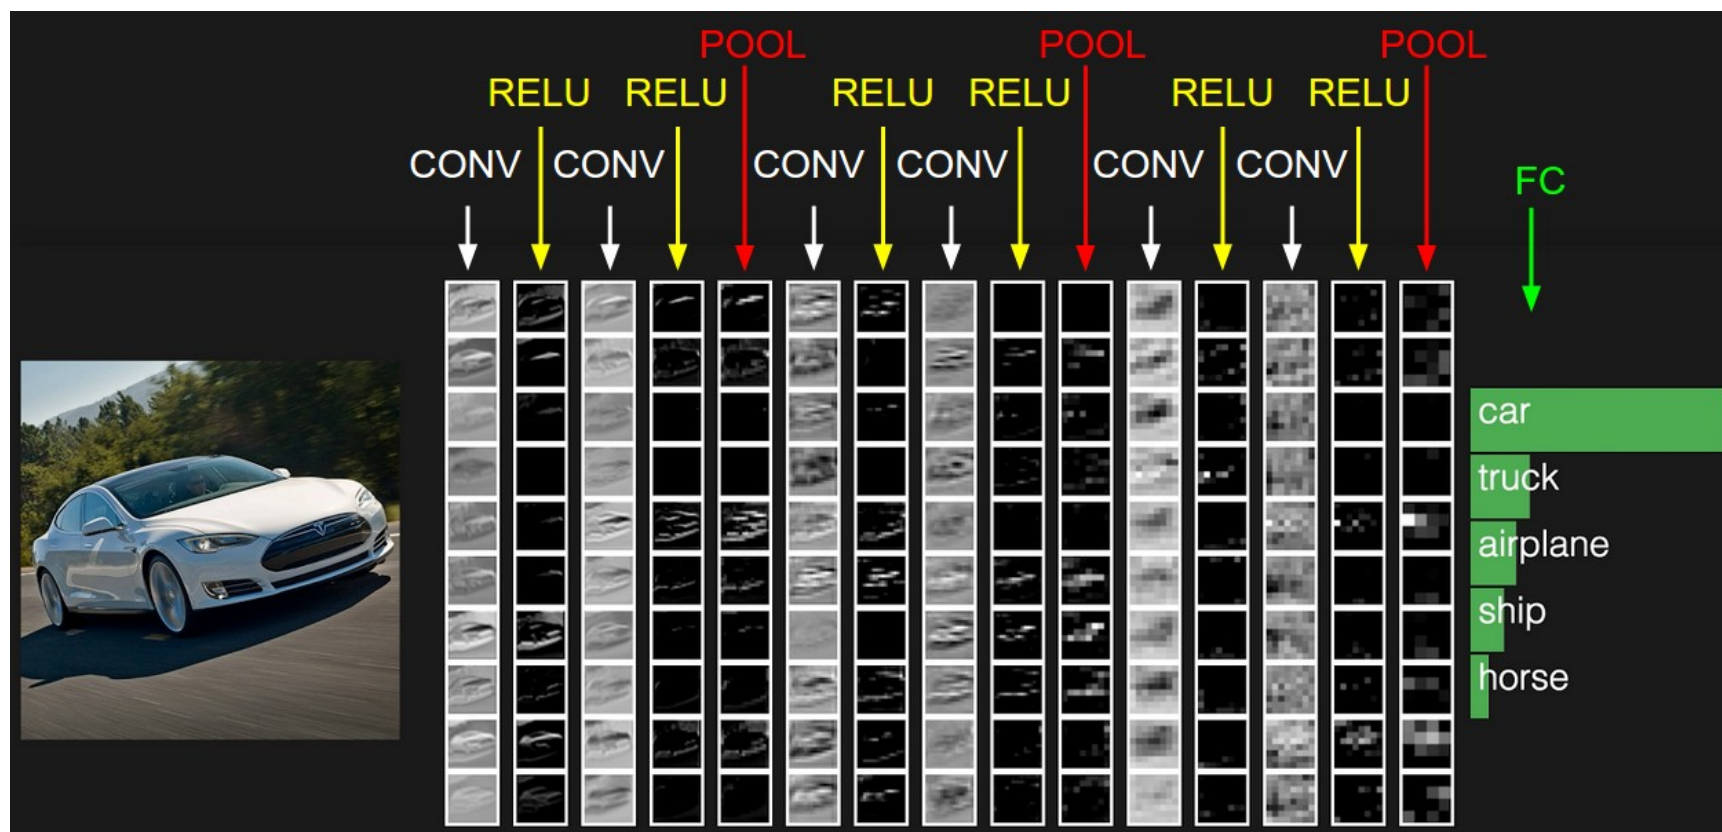 POOL POOL POOL
RELU RELU RELU RELU RELU RELU
CONV CONV CONV CONV CONV CONV
FC
car
truck
airplane
ship
horse